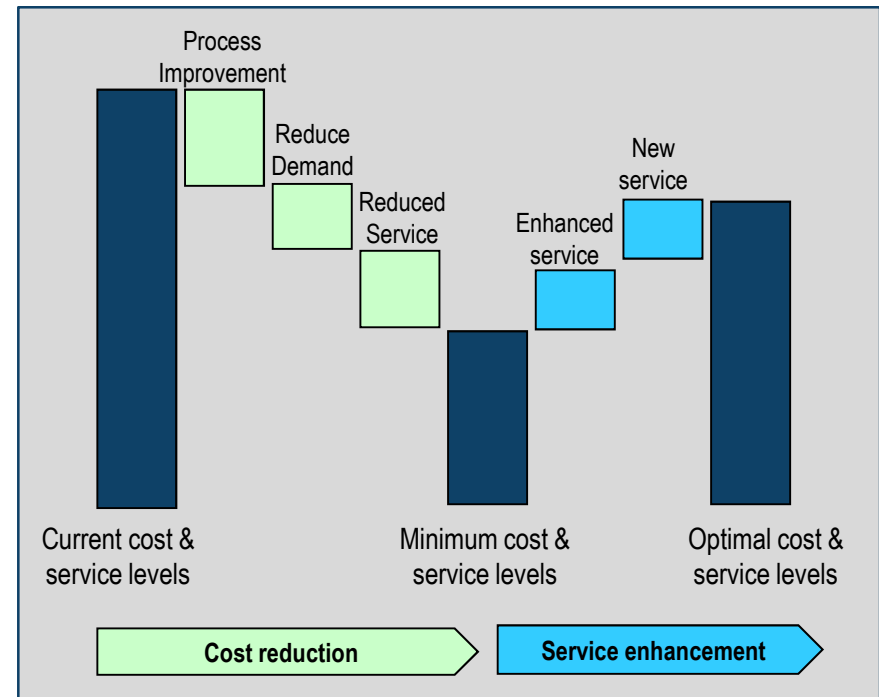 Process
Improvement
Reduce
Demand
Reduced
Service
Enhanced
service
New
service
Current cost &
service levels
Minimum cost &
service levels
Optimal cost &
service levels
Cost reduction
Service enhancement